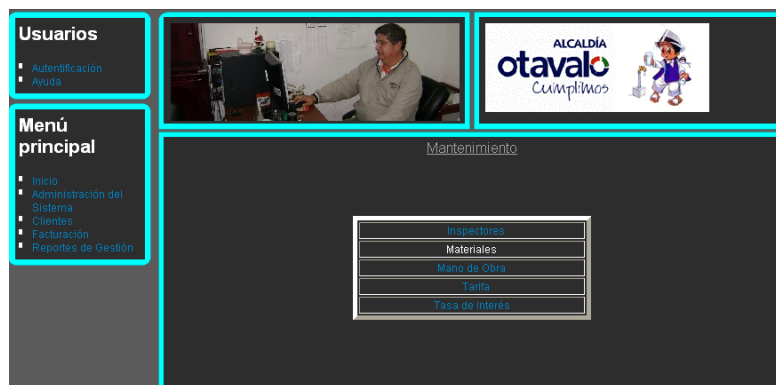 Usuarios
Autentificación
Ayuda
Menú
principal
Inicio
Administración del
Sistema
Clientes
Facturación
Reportes de Gestión
ALCALDÍA
otavalo
Cumplimos
Mantenimiento
Inspectores
Materiales
Mano de Obra
Tarifa
Tasa de Interés